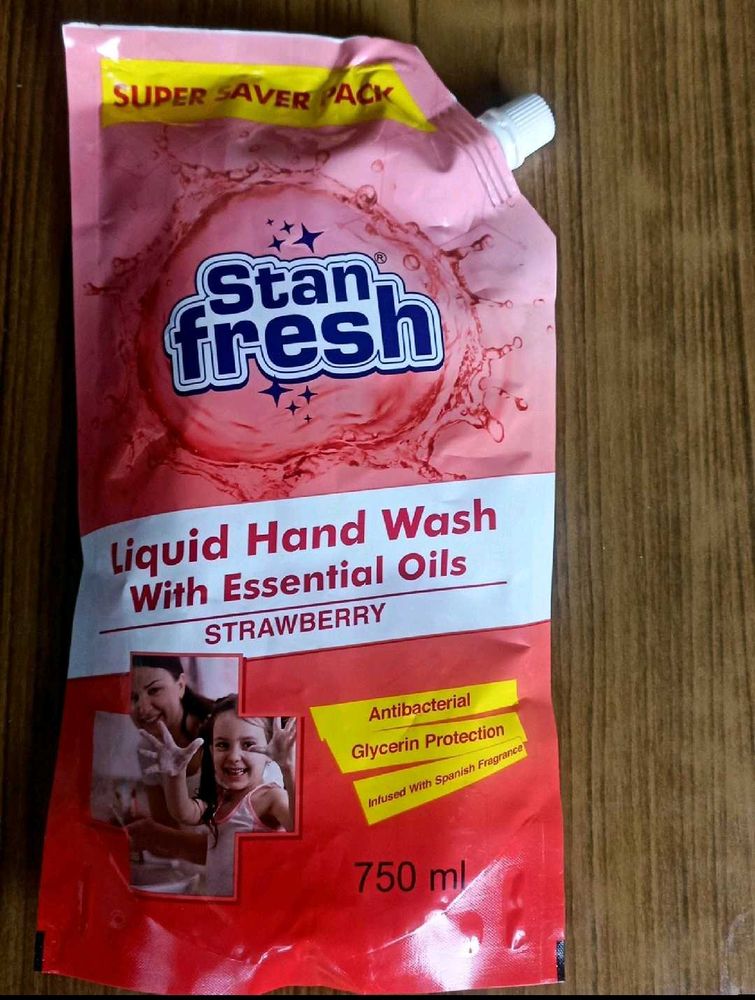 SUPER SAVER PACK
Stan®
fresh
Liquid Hand Wash
With Essential Oils
STRAWBERRY
Antibacterial
Glycerin Protection
Infused With Spanish Fragrance
750 ml